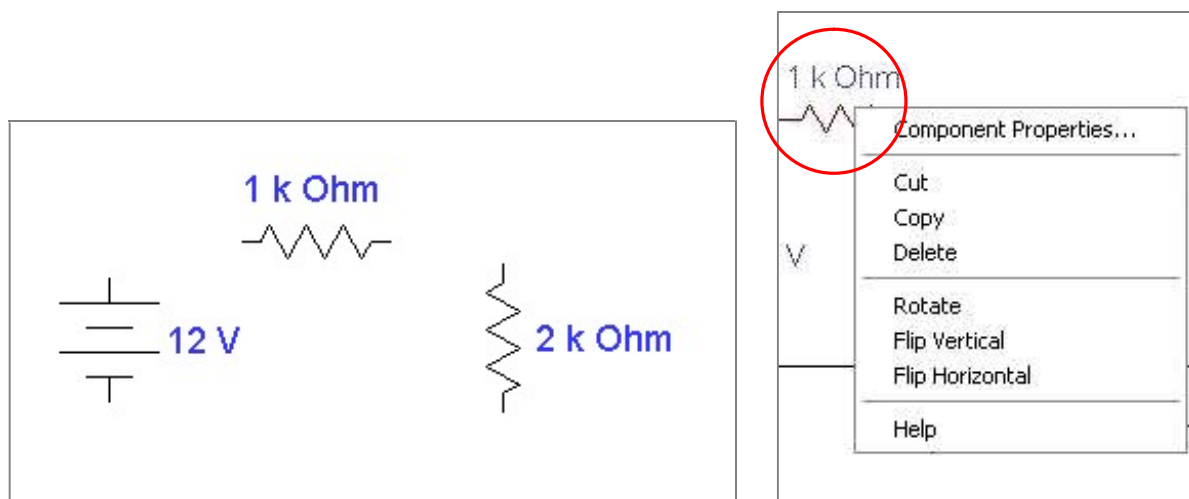 1 k Ohm
12 V
2 k Ohm
1 k Ohm
V
Component Properties...
Cut
Copy
Delete
Rotate
Flip Vertical
Flip Horizontal
Help